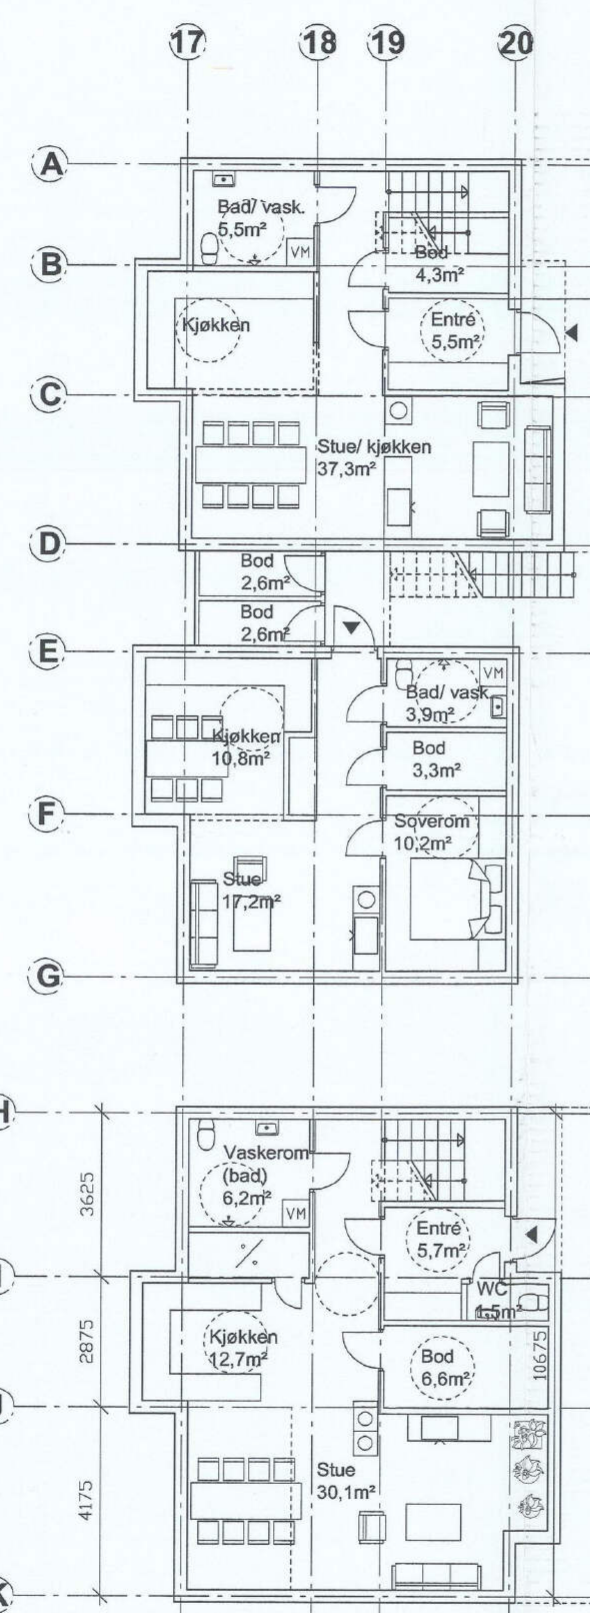 17 18 19 20
A
Bad/ vask.
5,5m²
VM
Bod
4,3m²
B
Kjøkken
Entré
5,5m²
C
Stue/ kjøkken
37,3m²
D
Bod
2,6m²
Bod
2,6m²
E
VM
Bad/ vask
3,9m²
Kjøkken
10,8m²
Bod
3,3m²
F
Soverom
10,2m²
Stue
17,2m²
G
H
Vaskerom
(bad)
6,2m²
VM
3625
Entré
5,7m²
WC
1,5m²
Kjøkken
12,7m²
2875
Bod
6,6m²
10675
Stue
30,1m²
4175
K